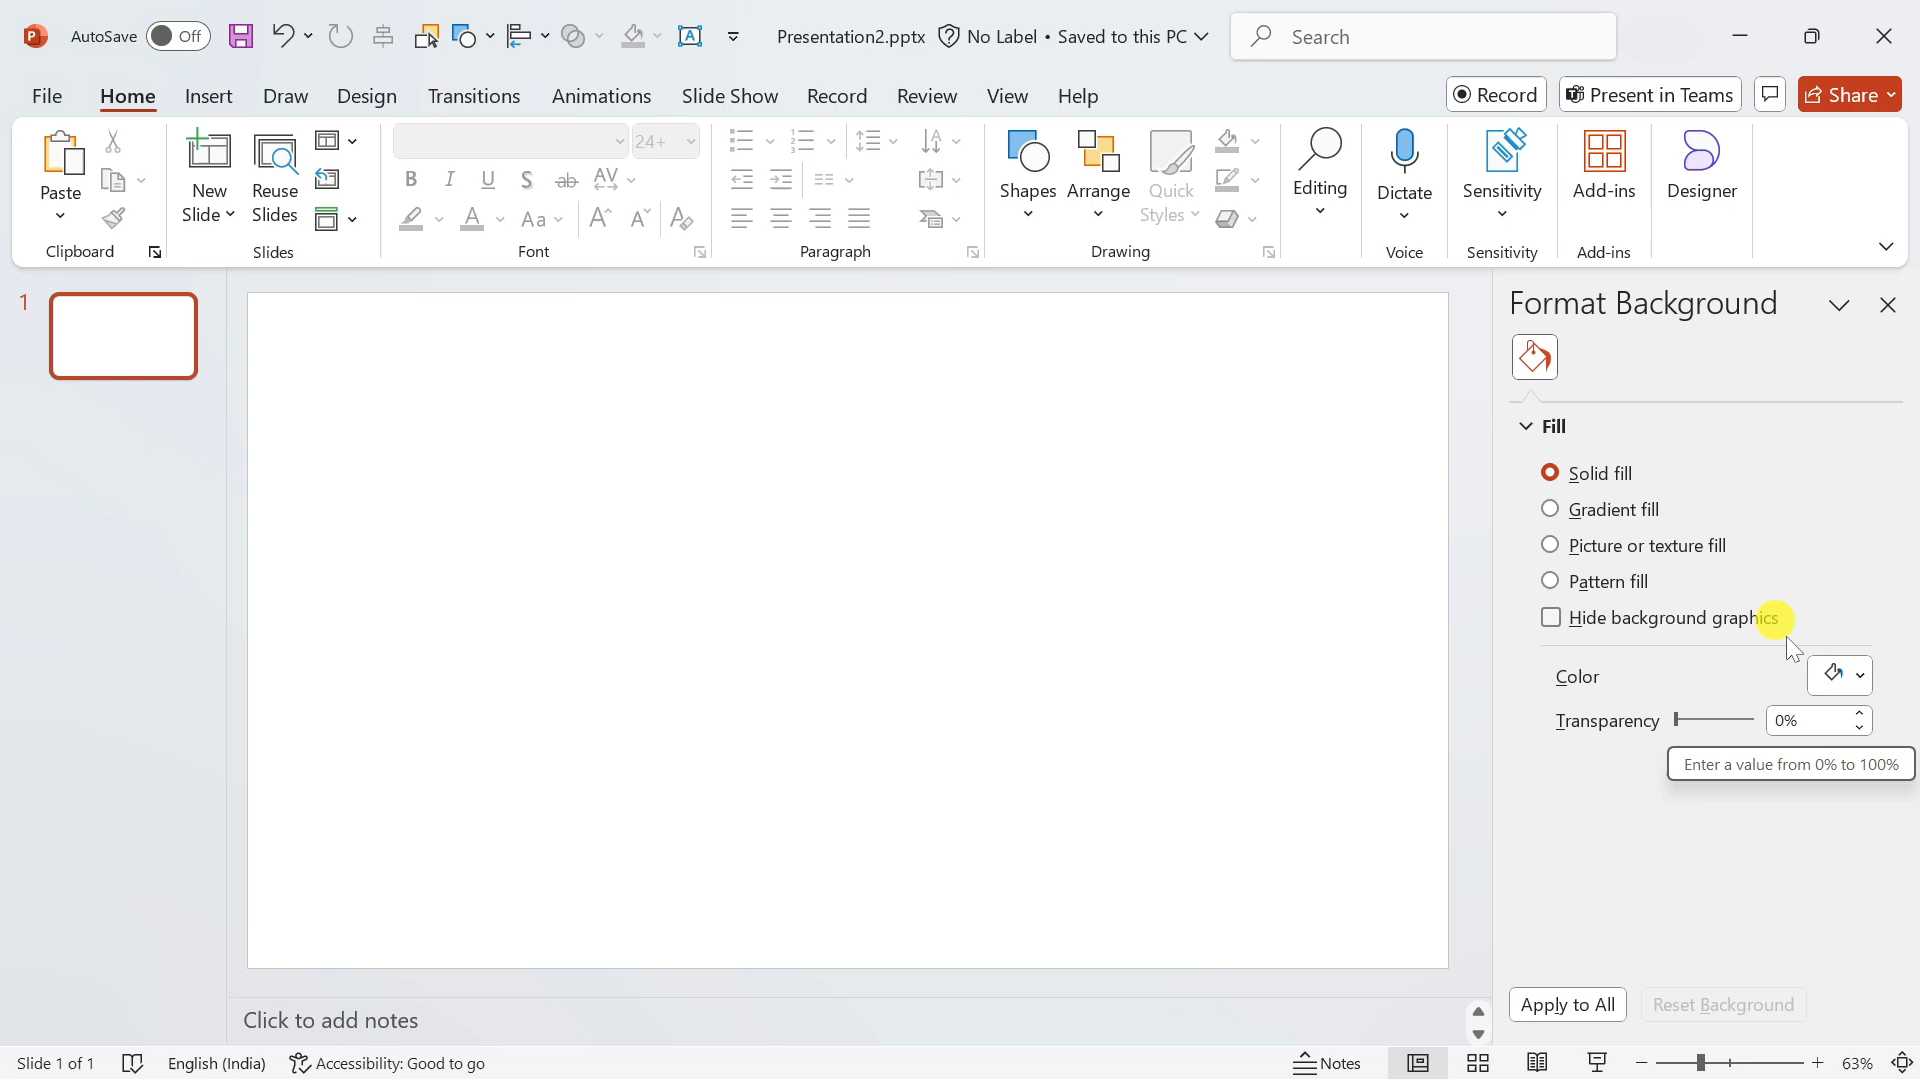 AutoSave Off Presentation2.pptx No Label • Saved to this PC Search
File Home Insert Draw Design Transitions Animations Slide Show Record Review View Help Record Present in Teams Share
Paste
New Slide
Reuse Slides
24+
Shapes
Arrange
Quick Styles
Editing
Dictate
Sensitivity
Add-ins
Designer
Clipboard Slides Font Paragraph Drawing Voice Sensitivity Add-ins
1
Format Background
Fill
Solid fill
Gradient fill
Picture or texture fill
Pattern fill
Hide background graphics
Color
Transparency 0%
Enter a value from 0% to 100%
Apply to All Reset Background
Click to add notes
Slide 1 of 1 English (India) Accessibility: Good to go Notes 63%